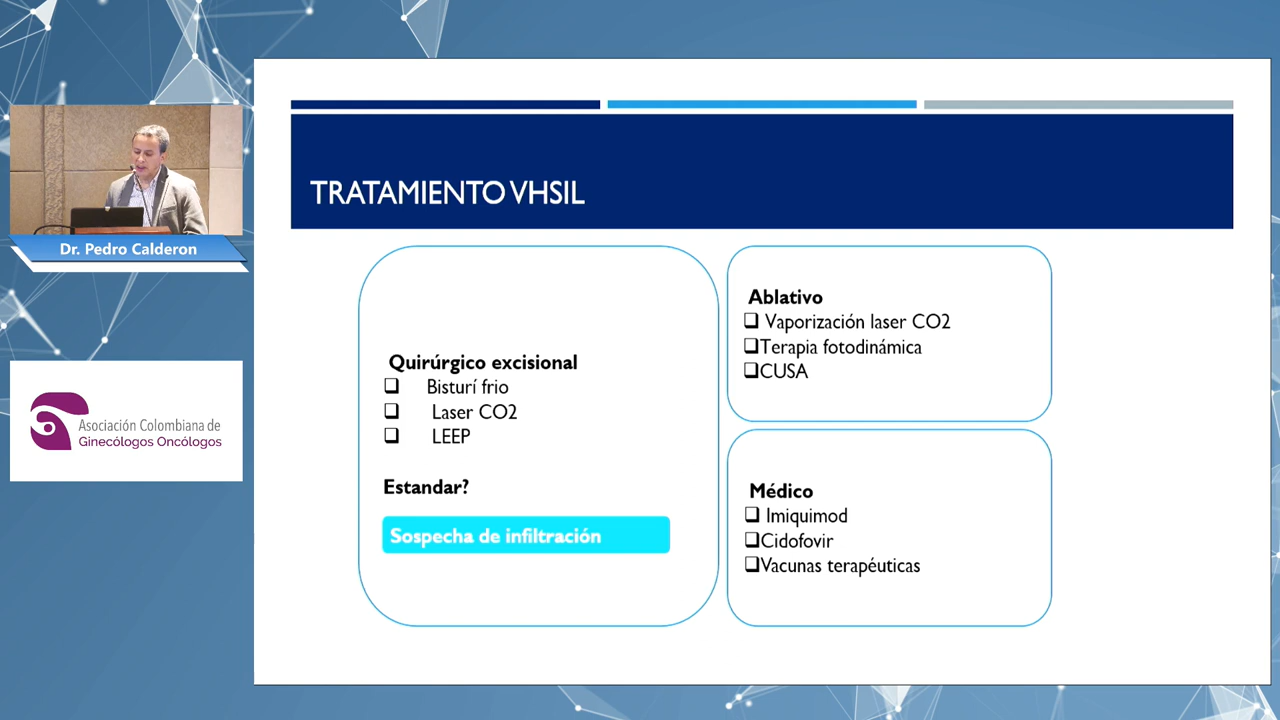 TRATAMIENTO VHSIL
Dr. Pedro Calderon
Asociación Colombiana de
Ginecólogos Oncólogos
Quirúrgico excisional
❑ Bisturí frio
❑ Laser CO2
❑ LEEP
Estandar?
Sospecha de infiltración
Ablativo
❑ Vaporización laser CO2
❑Terapia fotodinámica
❑CUSA
Médico
❑ Imiquimod
❑Cidofovir
❑Vacunas terapéuticas